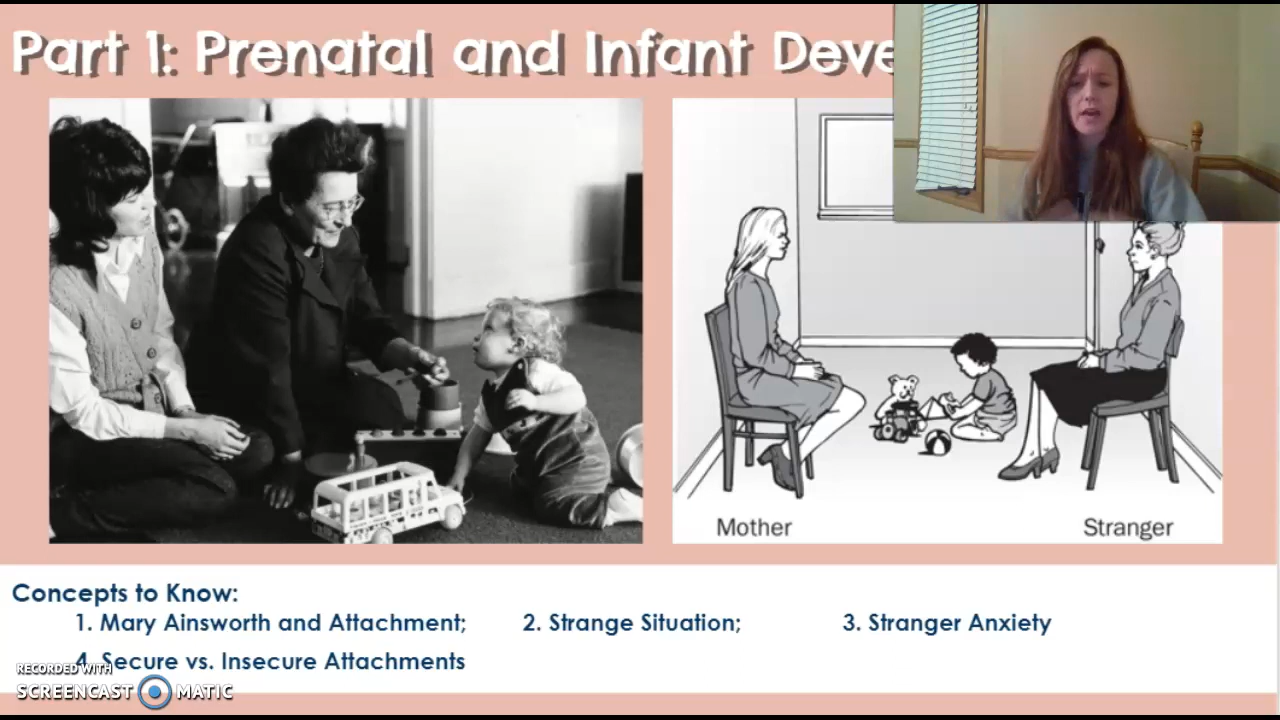 Part 1: Prenatal and Infant Deve
Mother
Stranger
Concepts to Know:
1. Mary Ainsworth and Attachment; 2. Strange Situation; 3. Stranger Anxiety
4. Secure vs. Insecure Attachments
RECORDED WITH
SCREENCAST MATIC